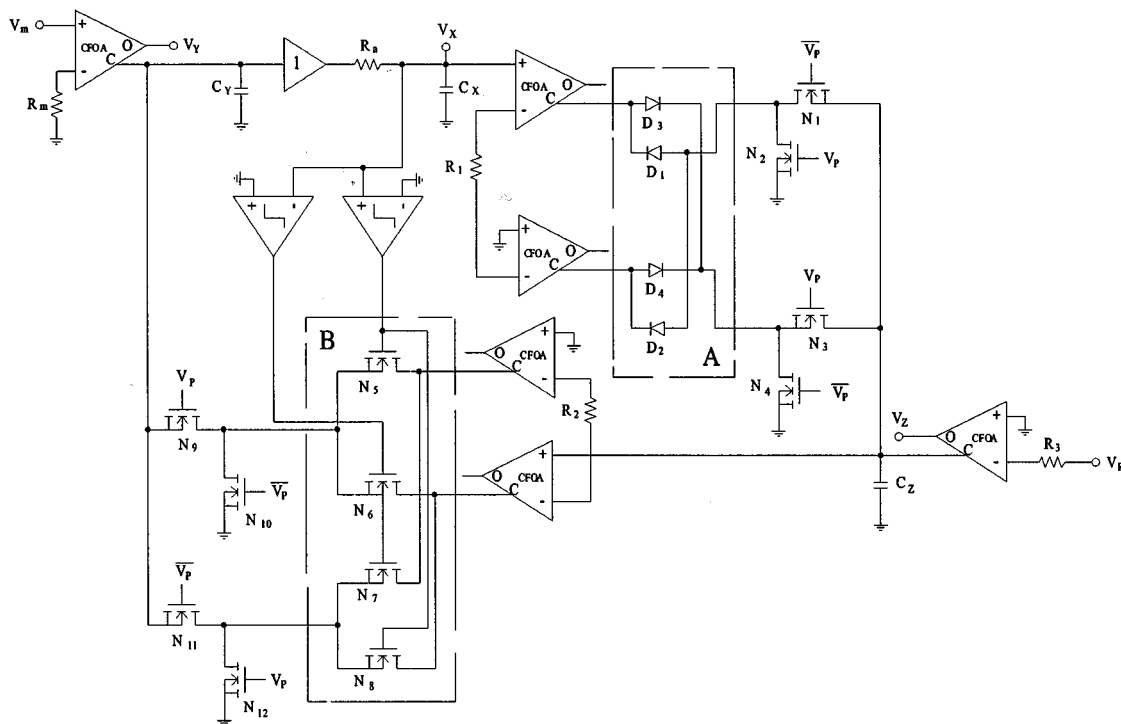 Vm
+
CFOA
O
C
-
VY
Rm
CY
1
Ra
VX
CX
+
CFOA
O
C
-
R1
+
CFOA
O
C
-
D3
D1
D4
D2
A
VP
N1
N2
VP
VP
N3
N4
VP
+
-
+
-
B
N5
N6
N7
N8
O
CFOA
C
+
-
R2
O
CFOA
C
+
-
VZ
O
CFOA
C
+
-
R3
CZ
VP
N9
VP
N10
VP
N11
VP
N12